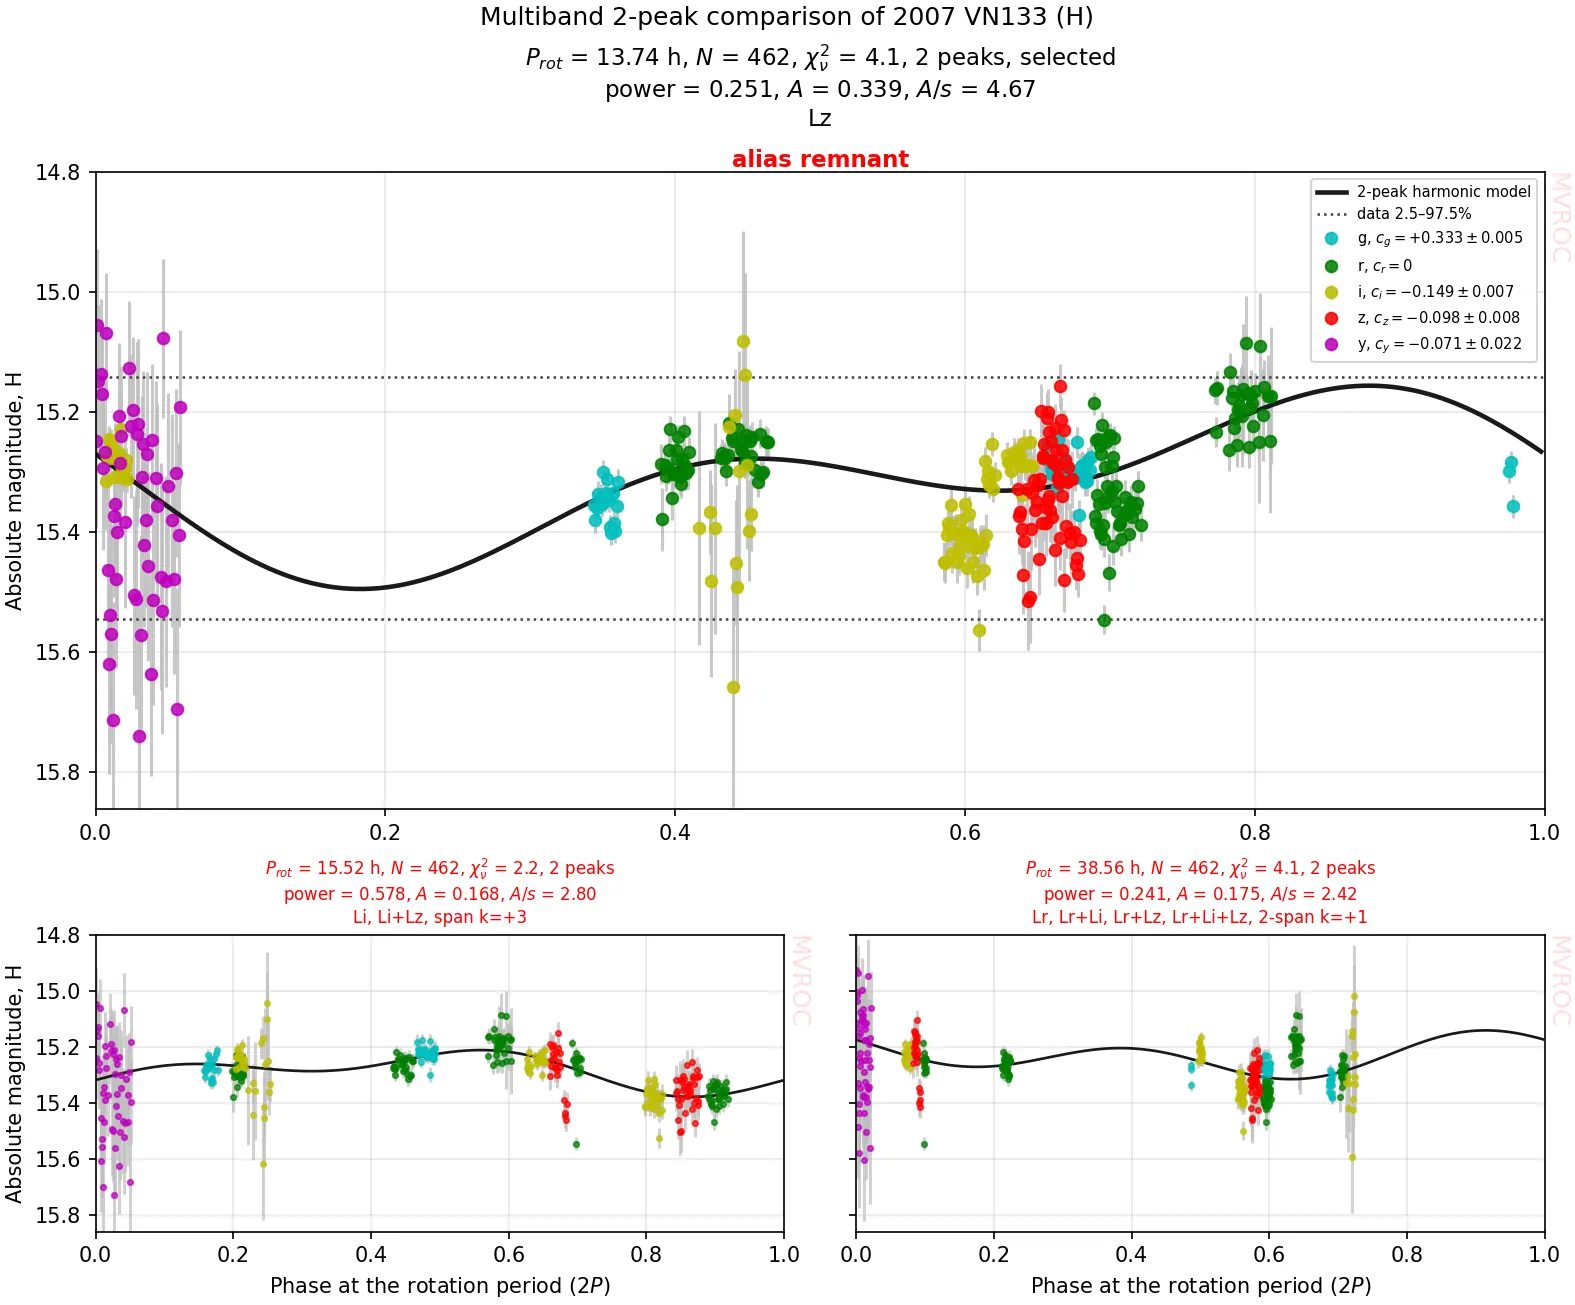 Multiband 2-peak comparison of 2007 VN133 (H)
P_rot = 13.74 h, N = 462, χ²_ν = 4.1, 2 peaks, selected
power = 0.251, A = 0.339, A/s = 4.67
Lz
alias remnant
Absolute magnitude, H
14.8
15.0
15.2
15.4
15.6
15.8
0.0 0.2 0.4 0.6 0.8 1.0
2-peak harmonic model
data 2.5–97.5%
g, c_g = +0.333 ± 0.005
r, c_r = 0
i, c_i = −0.149 ± 0.007
z, c_z = −0.098 ± 0.008
y, c_y = −0.071 ± 0.022
MVROC
P_rot = 15.52 h, N = 462, χ²_ν = 2.2, 2 peaks
power = 0.578, A = 0.168, A/s = 2.80
Li, Li+Lz, span k=+3
Absolute magnitude, H
14.8
15.0
15.2
15.4
15.6
15.8
0.0 0.2 0.4 0.6 0.8 1.0
Phase at the rotation period (2P)
MVROC
P_rot = 38.56 h, N = 462, χ²_ν = 4.1, 2 peaks
power = 0.241, A = 0.175, A/s = 2.42
Lr, Lr+Li, Lr+Lz, Lr+Li+Lz, 2-span k=+1
0.0 0.2 0.4 0.6 0.8 1.0
Phase at the rotation period (2P)
MVROC